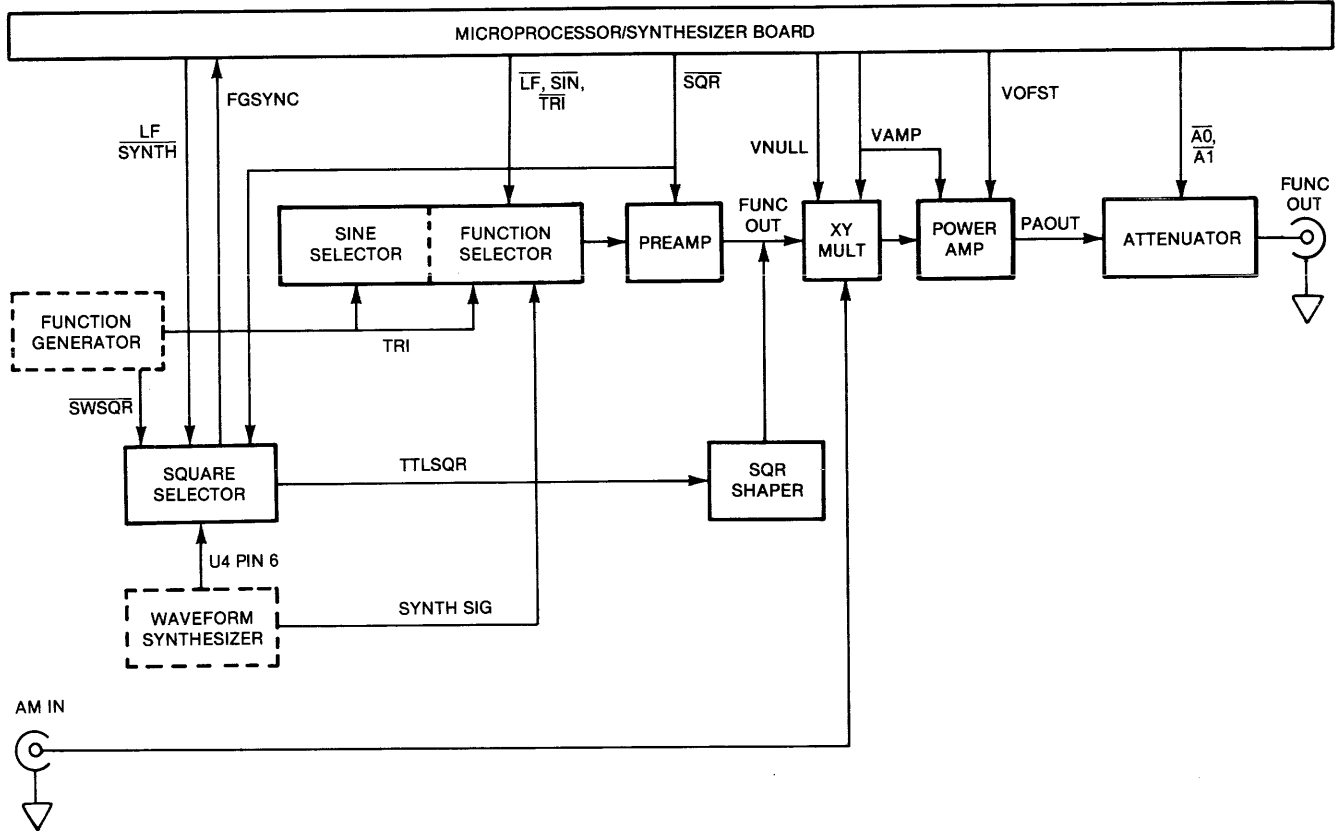 MICROPROCESSOR/SYNTHESIZER BOARD
FGSYNC
LF
SYNTH
LF, SIN,
TRI
SQR
VNULL
VAMP
VOFST
A0,
A1
FUNC
OUT
SINE
SELECTOR
FUNCTION
SELECTOR
PREAMP
FUNC
OUT
XY
MULT
POWER
AMP
PAOUT
ATTENUATOR
FUNCTION
GENERATOR
TRI
SWSQR
SQUARE
SELECTOR
TTLSQR
SQR
SHAPER
U4 PIN 6
WAVEFORM
SYNTHESIZER
SYNTH SIG
AM IN